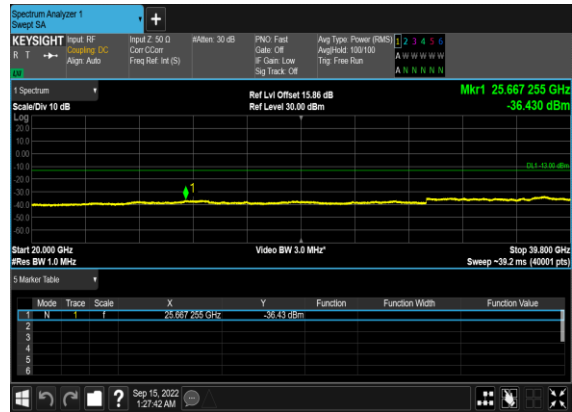 Spectrum Analyzer 1
Swept SA
+
KEYSIGHT Input: RF Input Z: 50 Ω #Atten: 30 dB PNO: Fast Avg Type: Power (RMS) 1 2 3 4 5 6
R T Coupling: DC Corr CCorr Gate: Off Avg|Hold: 100/100 A W W W W W
Align: Auto Freq Ref: Int (S) IF Gain: Low Trig: Free Run
Sig Track: Off A N N N N N
1 Spectrum Ref Lvl Offset 15.86 dB Mkr1 25.667 255 GHz
Scale/Div 10 dB Ref Level 30.00 dBm -36.430 dBm
Log
20.0
10.0
0.00
-10.0
DL1 -13.00 dBm
-20.0
-30.0
1
-40.0
-50.0
-60.0
Start 20.000 GHz Video BW 3.0 MHz* Stop 39.800 GHz
#Res BW 1.0 MHz Sweep ~39.2 ms (40001 pts)
5 Marker Table
Mode Trace Scale X Y Function Function Width Function Value
1 N 1 f 25.667 255 GHz -36.43 dBm
2
3
4
5
6
? Sep 15, 2022
1:27:42 AM